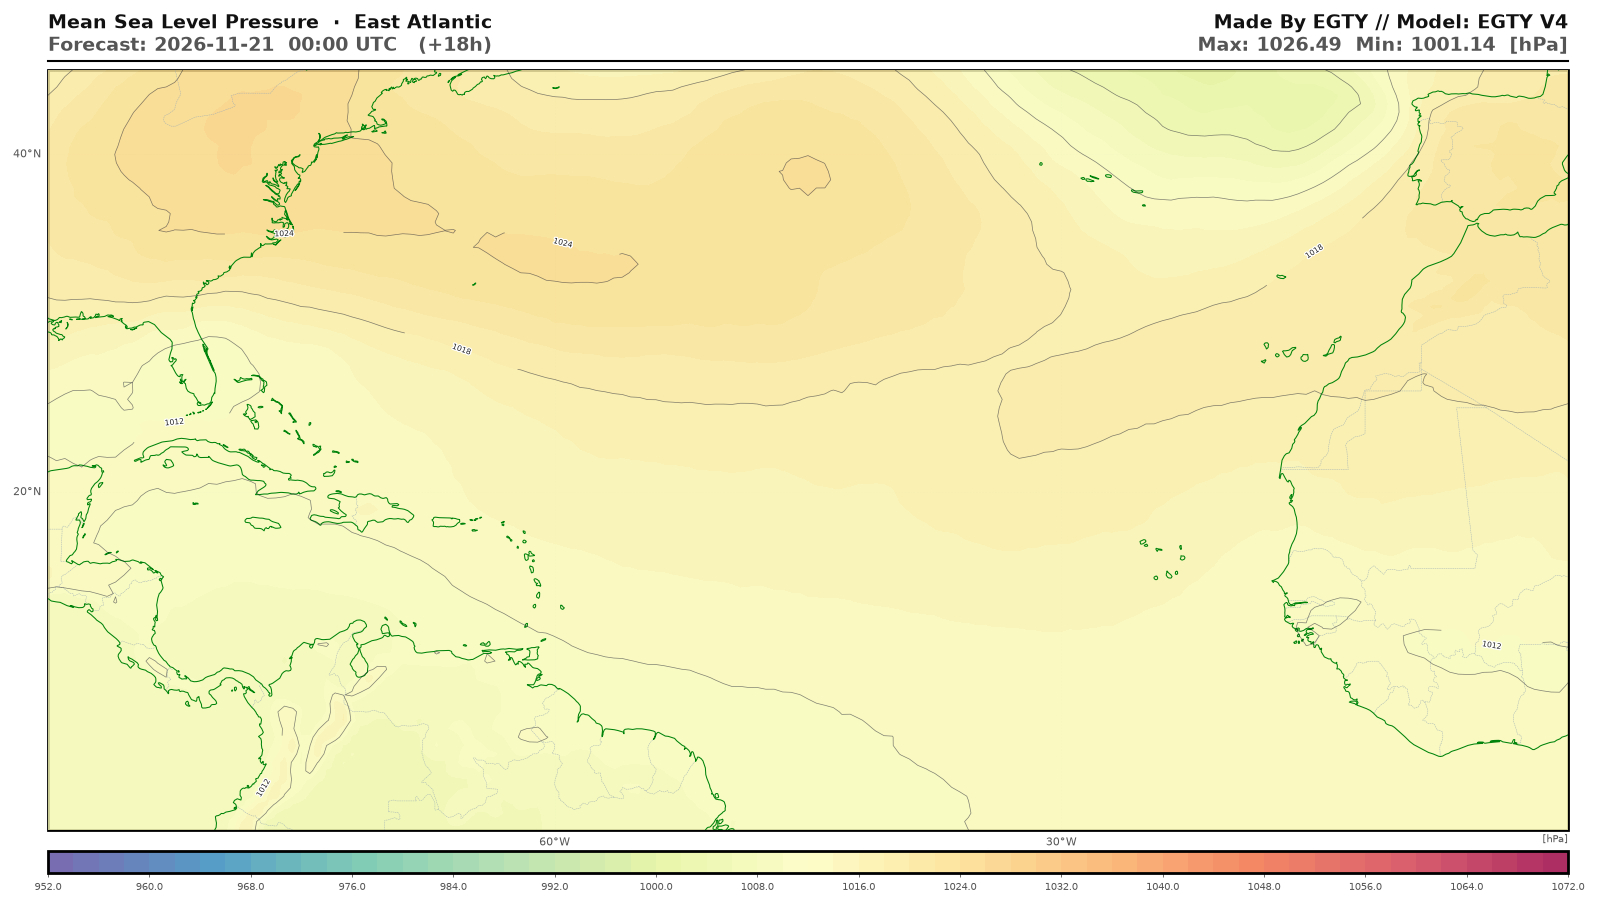 Mean Sea Level Pressure · East Atlantic
Made By EGTY // Model: EGTY V4
Forecast: 2026-11-21 00:00 UTC (+18h)
Max: 1026.49 Min: 1001.14 [hPa]
40°N
1024
1024
1018
1018
1012
20°N
1012
1012
60°W
30°W
[hPa]
952.0
960.0
968.0
976.0
984.0
992.0
1000.0
1008.0
1016.0
1024.0
1032.0
1040.0
1048.0
1056.0
1064.0
1072.0